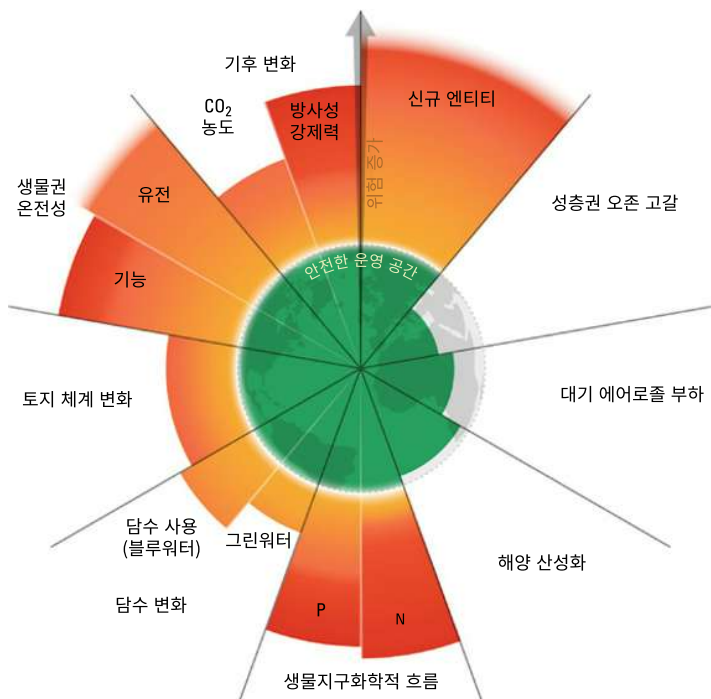 기후 변화
CO₂
농도
방사성
강제력
신규 엔티티
위험 증가
생물권
온전성
유전
성층권 오존 고갈
기능
안전한 운영 공간
토지 체계 변화
대기 에어로졸 부하
담수 사용
(블루워터)
그린워터
해양 산성화
담수 변화
P
N
생물지구화학적 흐름